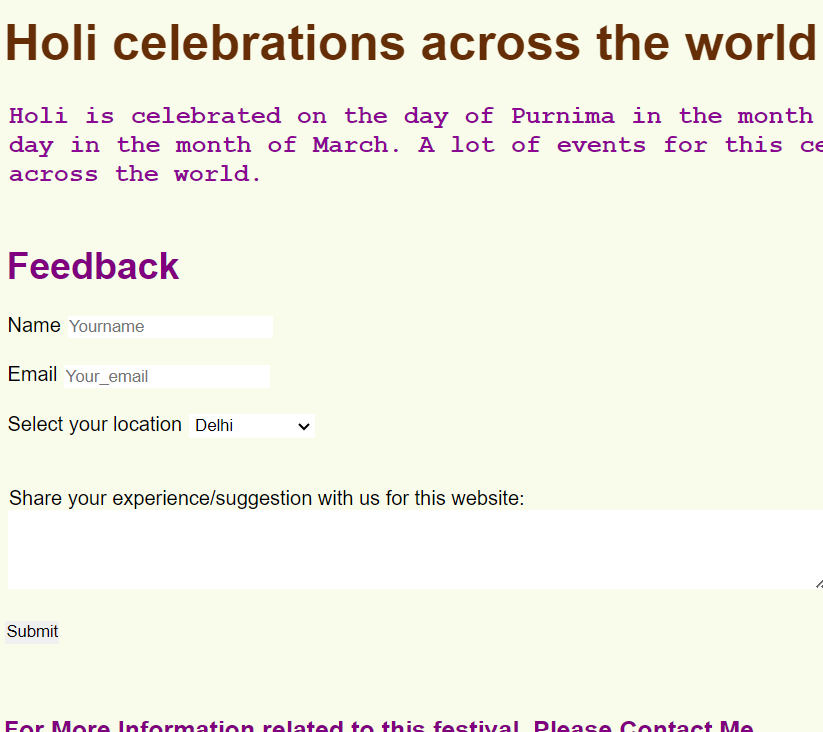 Holi celebrations across the world
Holi is celebrated on the day of Purnima in the month
day in the month of March. A lot of events for this ce
across the world.
Feedback
Name Yourname
Email Your_email
Select your location Delhi
Share your experience/suggestion with us for this website:
Submit
For More Information related to this festival, Please Contact Me